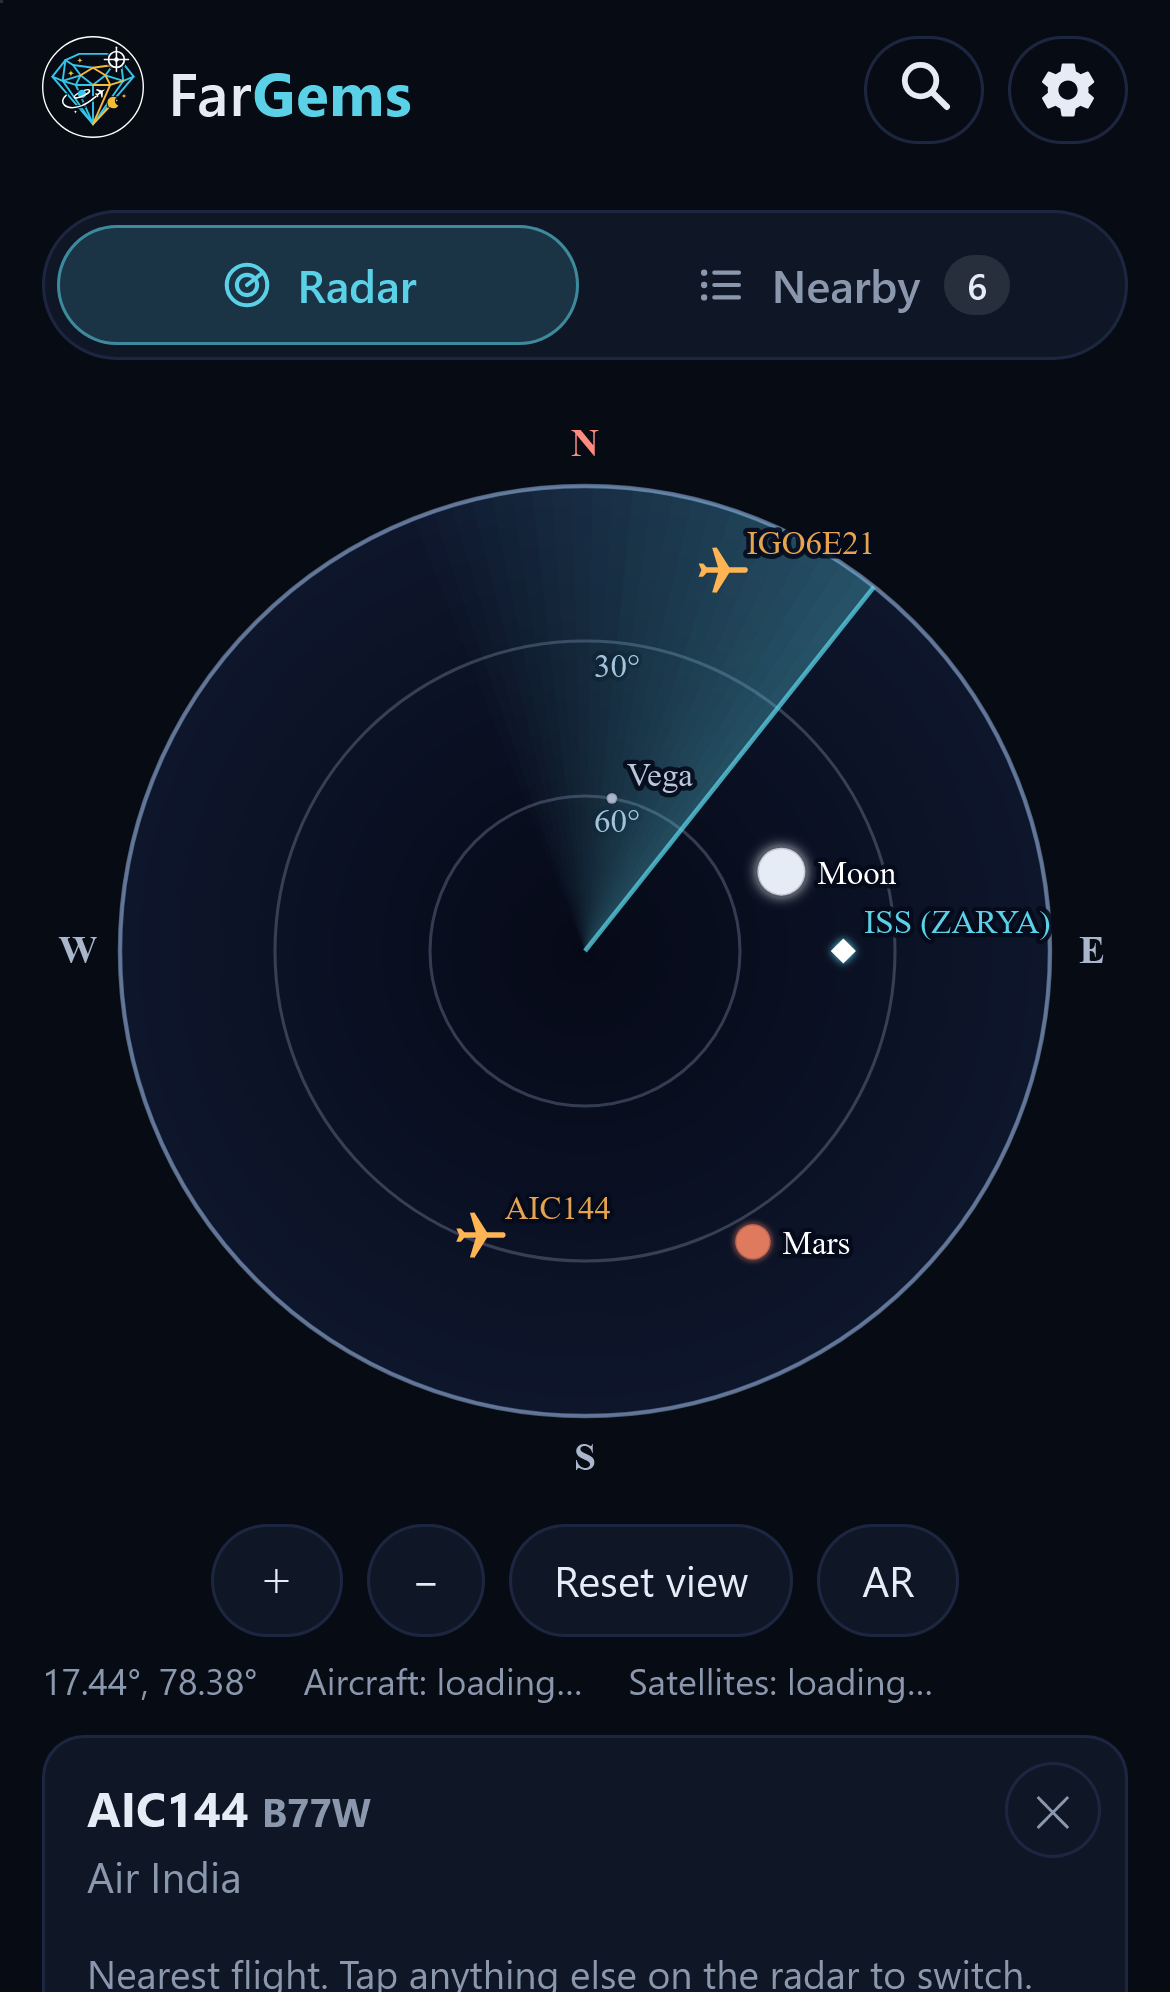 FarGems
Radar
Nearby 6
N
IGO6E21
30°
Vega
60°
Moon
ISS (ZARYA)
W
E
AIC144
Mars
S
+ − Reset view AR
17.44°, 78.38° Aircraft: loading… Satellites: loading…
AIC144 B77W
Air India
Nearest flight. Tap anything else on the radar to switch.